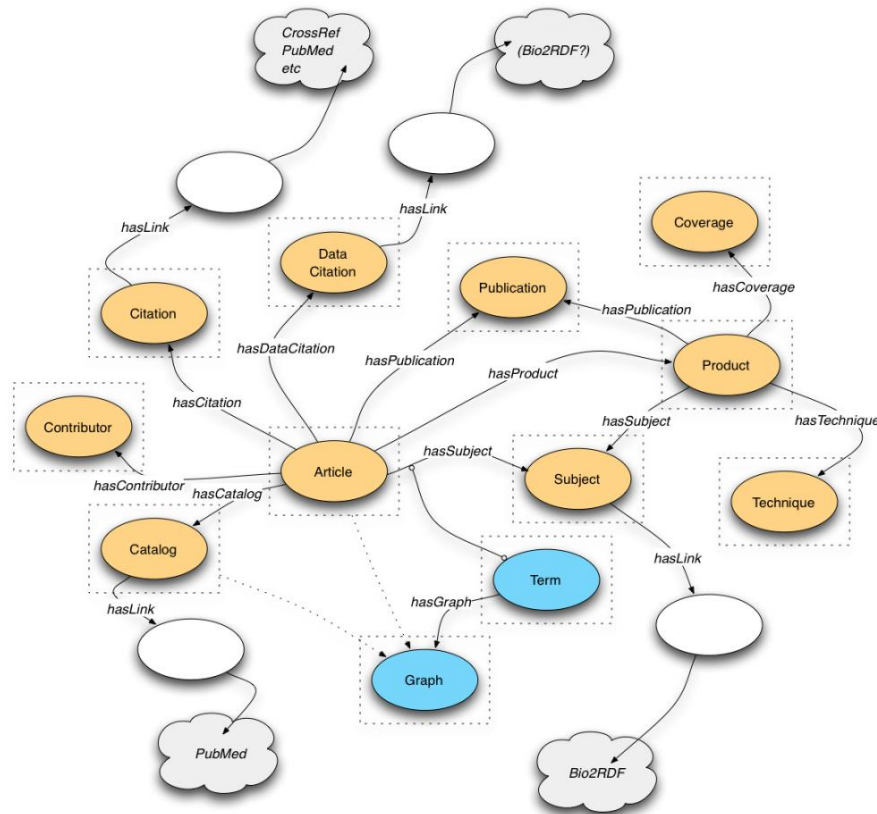 CrossRef
PubMed
etc
(Bio2RDF?)
hasLink
hasLink
Coverage
Data
Citation
Publication
hasCoverage
Citation
hasPublication
hasDataCitation
hasPublication
Product
hasProduct
hasCitation
hasSubject
hasTechnique
Contributor
hasSubject
Article
Subject
hasContributor
hasCatalog
Technique
Catalog
hasLink
Term
hasGraph
hasLink
Graph
PubMed
Bio2RDF